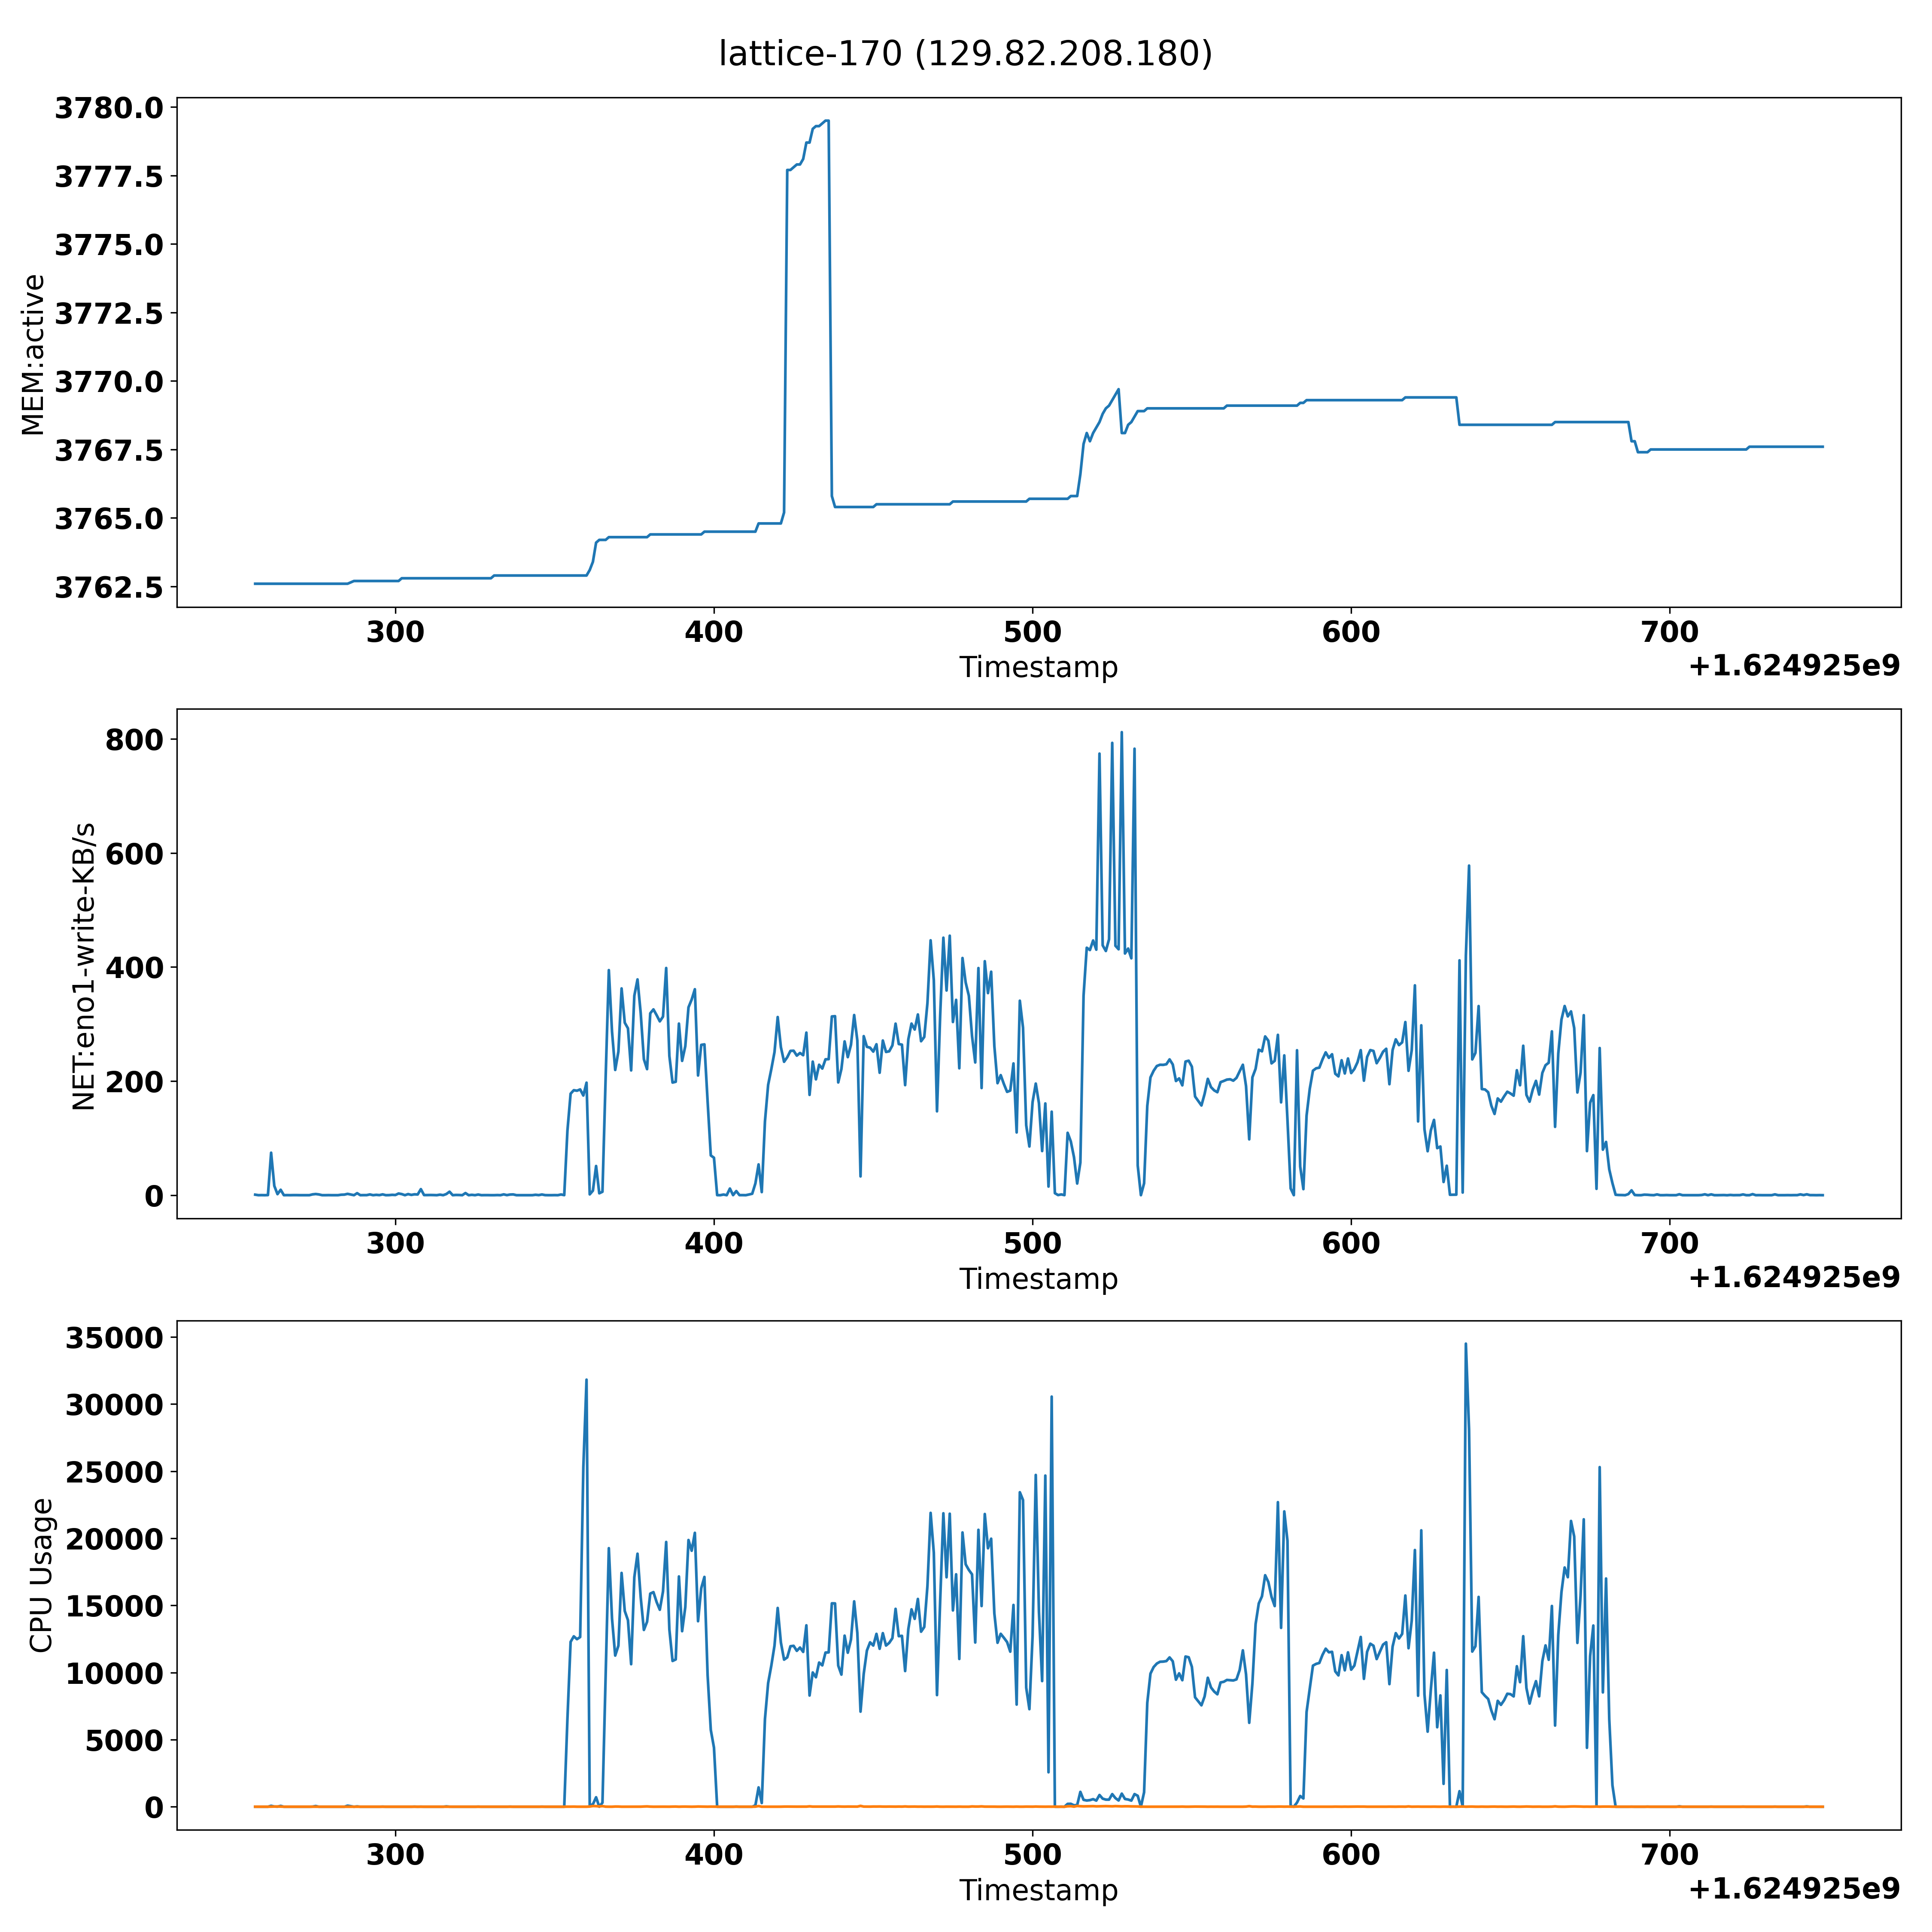 lattice-170 (129.82.208.180)
3780.0
3777.5
3775.0
3772.5
3770.0
3767.5
3765.0
3762.5
MEM:active
300 400 500 600 700
Timestamp
+1.624925e9
800
600
400
200
0
NET:eno1-write-KB/s
300 400 500 600 700
Timestamp
+1.624925e9
35000
30000
25000
20000
15000
10000
5000
0
CPU Usage
300 400 500 600 700
Timestamp
+1.624925e9